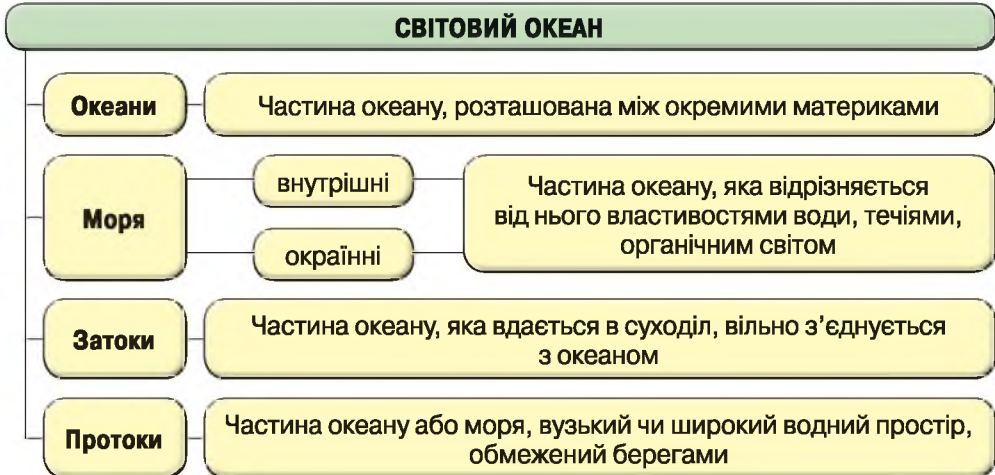 СВІТОВИЙ ОКЕАН
Океани
Частина океану, розташована між окремими материками
Моря
внутрішні
окраїнні
Частина океану, яка відрізняється
від нього властивостями води, течіями,
органічним світом
Затоки
Частина океану, яка вдається в суходіл, вільно з’єднується
з океаном
Протоки
Частина океану або моря, вузький чи широкий водний простір,
обмежений берегами